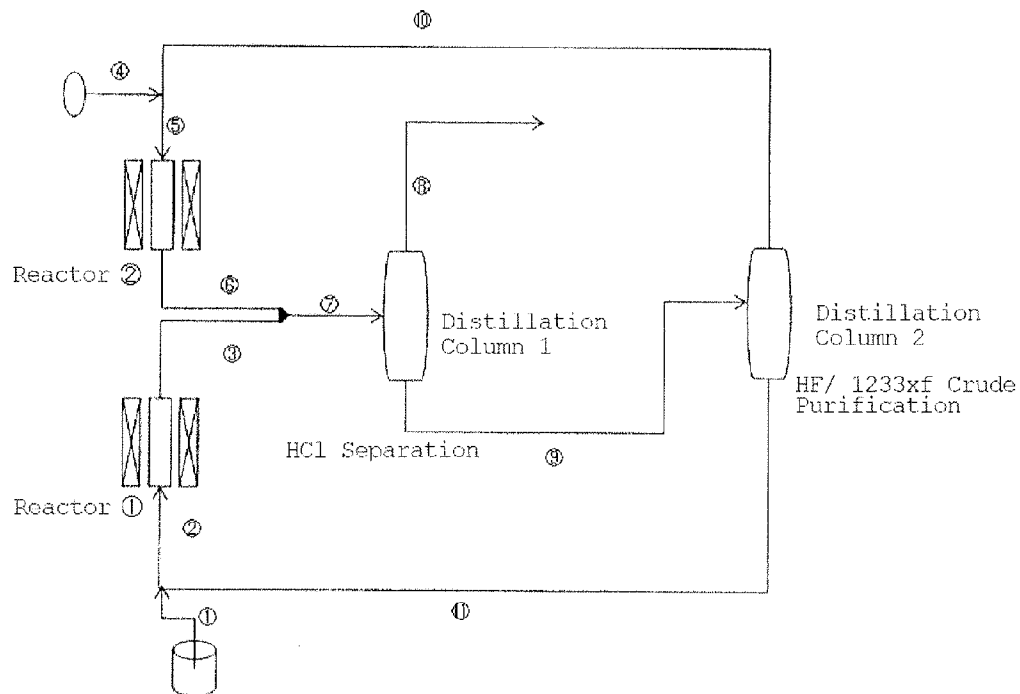 ⑩
④
⑤
⑧
Reactor ②
⑥
⑦
Distillation
Column 1
Distillation
Column 2
③
HF/ 1233xf Crude
Purification
HCl Separation
⑨
Reactor ①
②
⑪
①